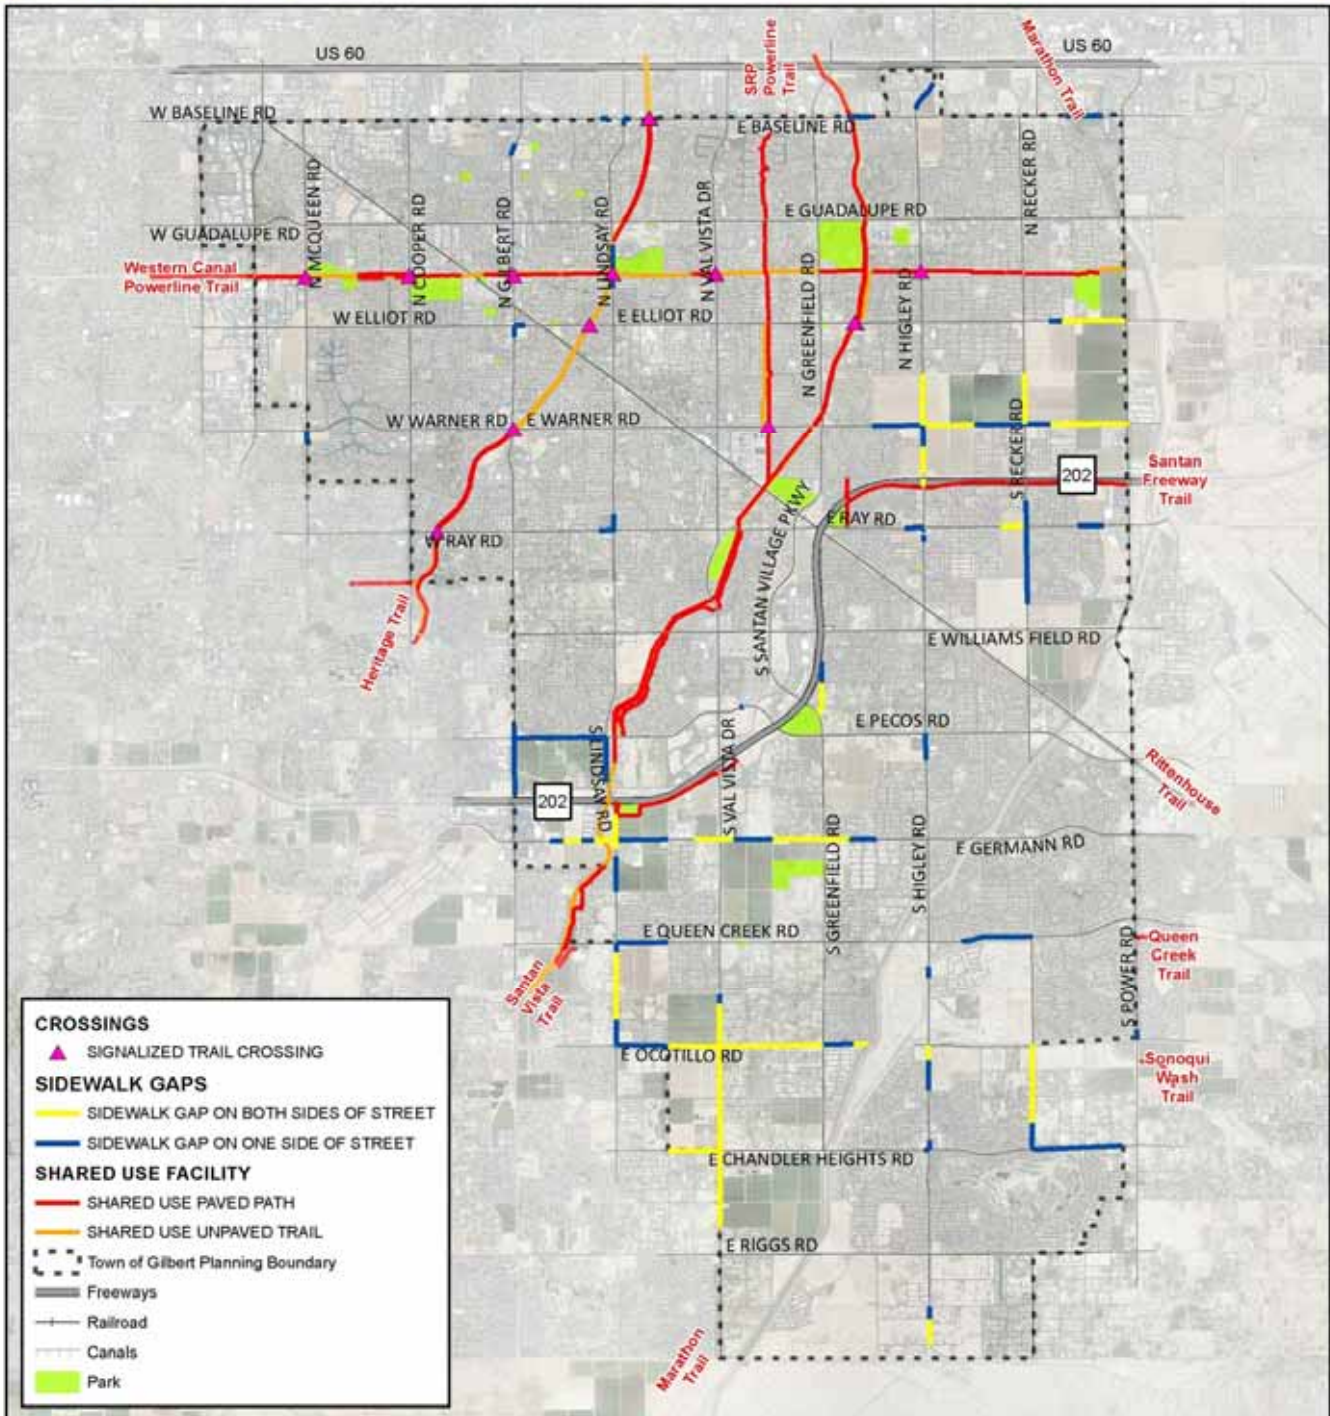 US 60
US 60
Marathon Trail
SRP
Powerline
Trail
W BASELINE RD
E BASELINE RD
N MCQUEEN RD
N COOPER RD
N GILBERT RD
N LINDSAY RD
N VAL VISTA DR
E GUADALUPE RD
N RECKER RD
W GUADALUPE RD
Western Canal
Powerline Trail
W ELLIOT RD
E ELLIOT RD
N GREENFIELD RD
N HIGLEY RD
W WARNER RD
E WARNER RD
S RECKER RD
202
Santan
Freeway
Trail
W RAY RD
E RAY RD
S SANTAN VILLAGE PKWY
Heritage Trail
E WILLIAMS FIELD RD
E PECOS RD
S LINDSAY RD
S VAL VISTA DR
202
Rittenhouse
Trail
S GREENFIELD RD
S HIGLEY RD
E GERMANN RD
E QUEEN CREEK RD
S POWER RD
Queen
Creek
Trail
Santan
Vista
Trail
E OCOTILLO RD
Sonoqui
Wash
Trail
E CHANDLER HEIGHTS RD
E RIGGS RD
Marathon
Trail
CROSSINGS
SIGNALIZED TRAIL CROSSING
SIDEWALK GAPS
SIDEWALK GAP ON BOTH SIDES OF STREET
SIDEWALK GAP ON ONE SIDE OF STREET
SHARED USE FACILITY
SHARED USE PAVED PATH
SHARED USE UNPAVED TRAIL
Town of Gilbert Planning Boundary
Freeways
Railroad
Canals
Park